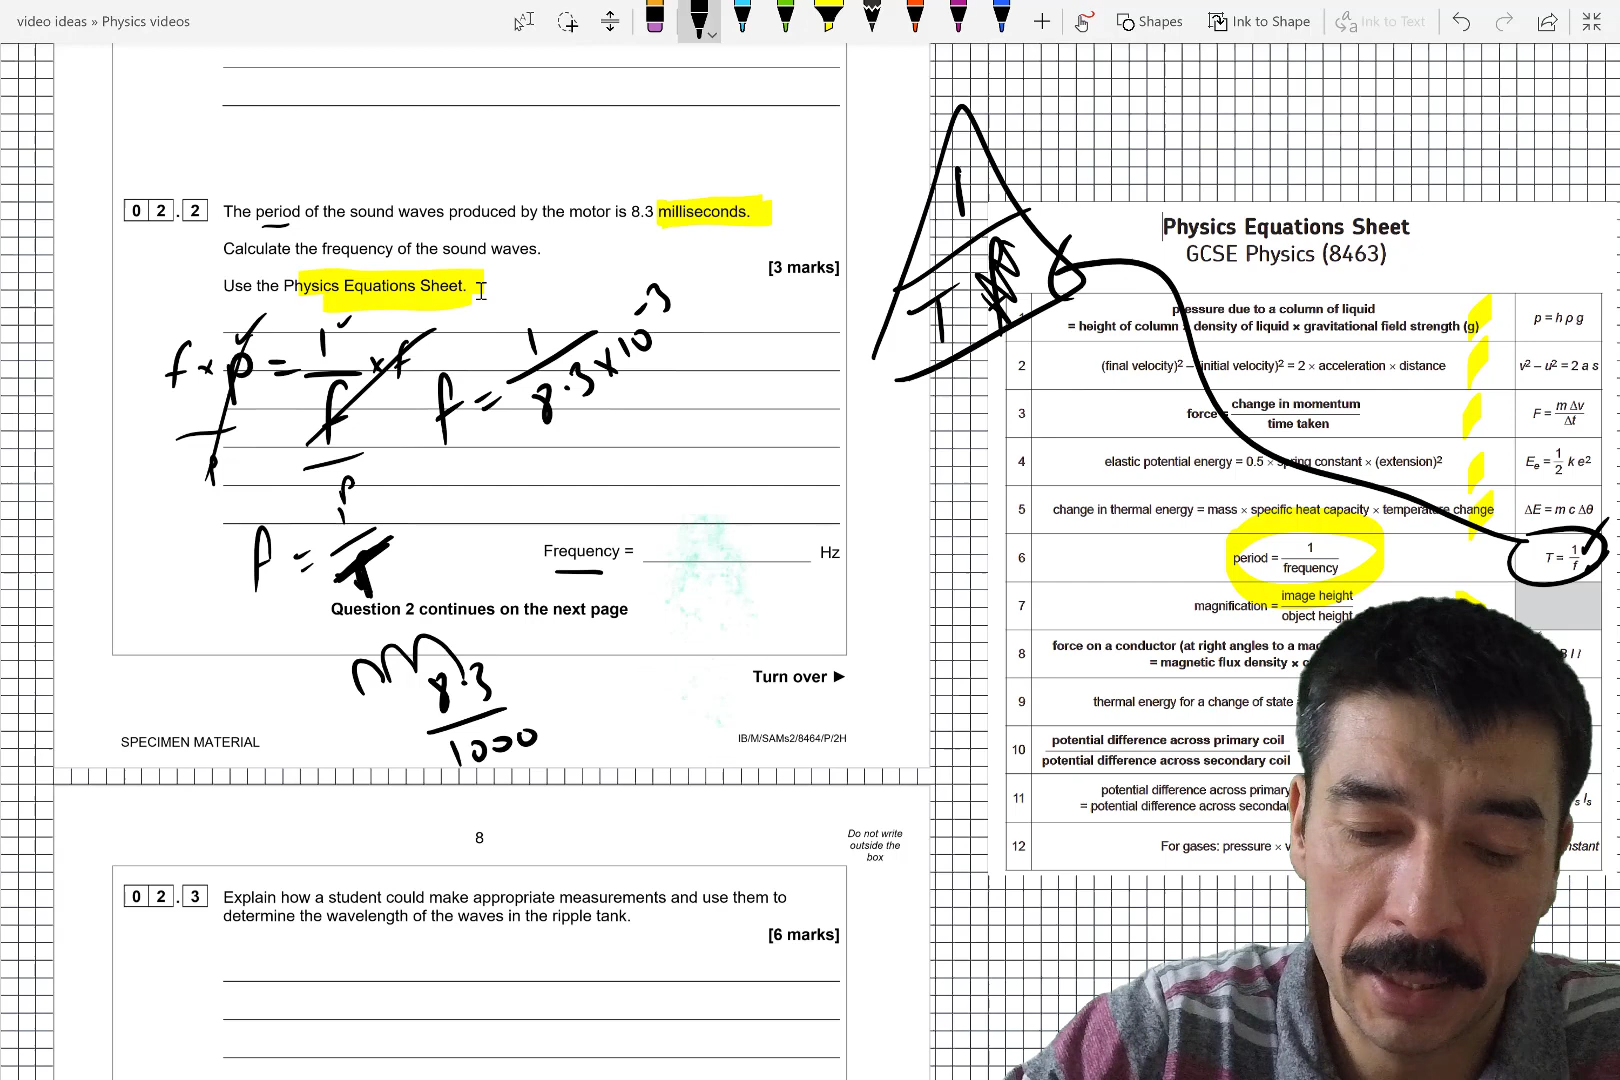 video ideas » Physics videos
Shapes
Ink to Shape
Ink to Text
02.2
The period of the sound waves produced by the motor is 8.3 milliseconds.
Calculate the frequency of the sound waves.
[3 marks]
Use the Physics Equations Sheet.
f × p = 1/f × f
f = 1/8.3×10⁻³
Frequency =
Hz
Question 2 continues on the next page
8.3
1000
Turn over ►
SPECIMEN MATERIAL
IB/M/SAMs2/8464/P/2H
8
Do not write
outside the
box
02.3
Explain how a student could make appropriate measurements and use them to
determine the wavelength of the waves in the ripple tank.
[6 marks]
1
T
Physics Equations Sheet
GCSE Physics (8463)
pressure due to a column of liquid
= height of column × density of liquid × gravitational field strength (g)
p = h ρ g
2
(final velocity)² – (initial velocity)² = 2 × acceleration × distance
v² – u² = 2 a s
3
force = change in momentum / time taken
F = m Δv / Δt
4
elastic potential energy = 0.5 × spring constant × (extension)²
Eₑ = 1/2 k e²
5
change in thermal energy = mass × specific heat capacity × temperature change
ΔE = m c Δθ
6
period = 1 / frequency
T = 1 / f
7
magnification = image height / object height
8
force on a conductor (at right angles to a
= magnetic flux density ×
9
thermal energy for a change of state
10
potential difference across primary coil
potential difference across secondary coil
11
potential difference across primary
= potential difference across
12
For gases: pressure ×